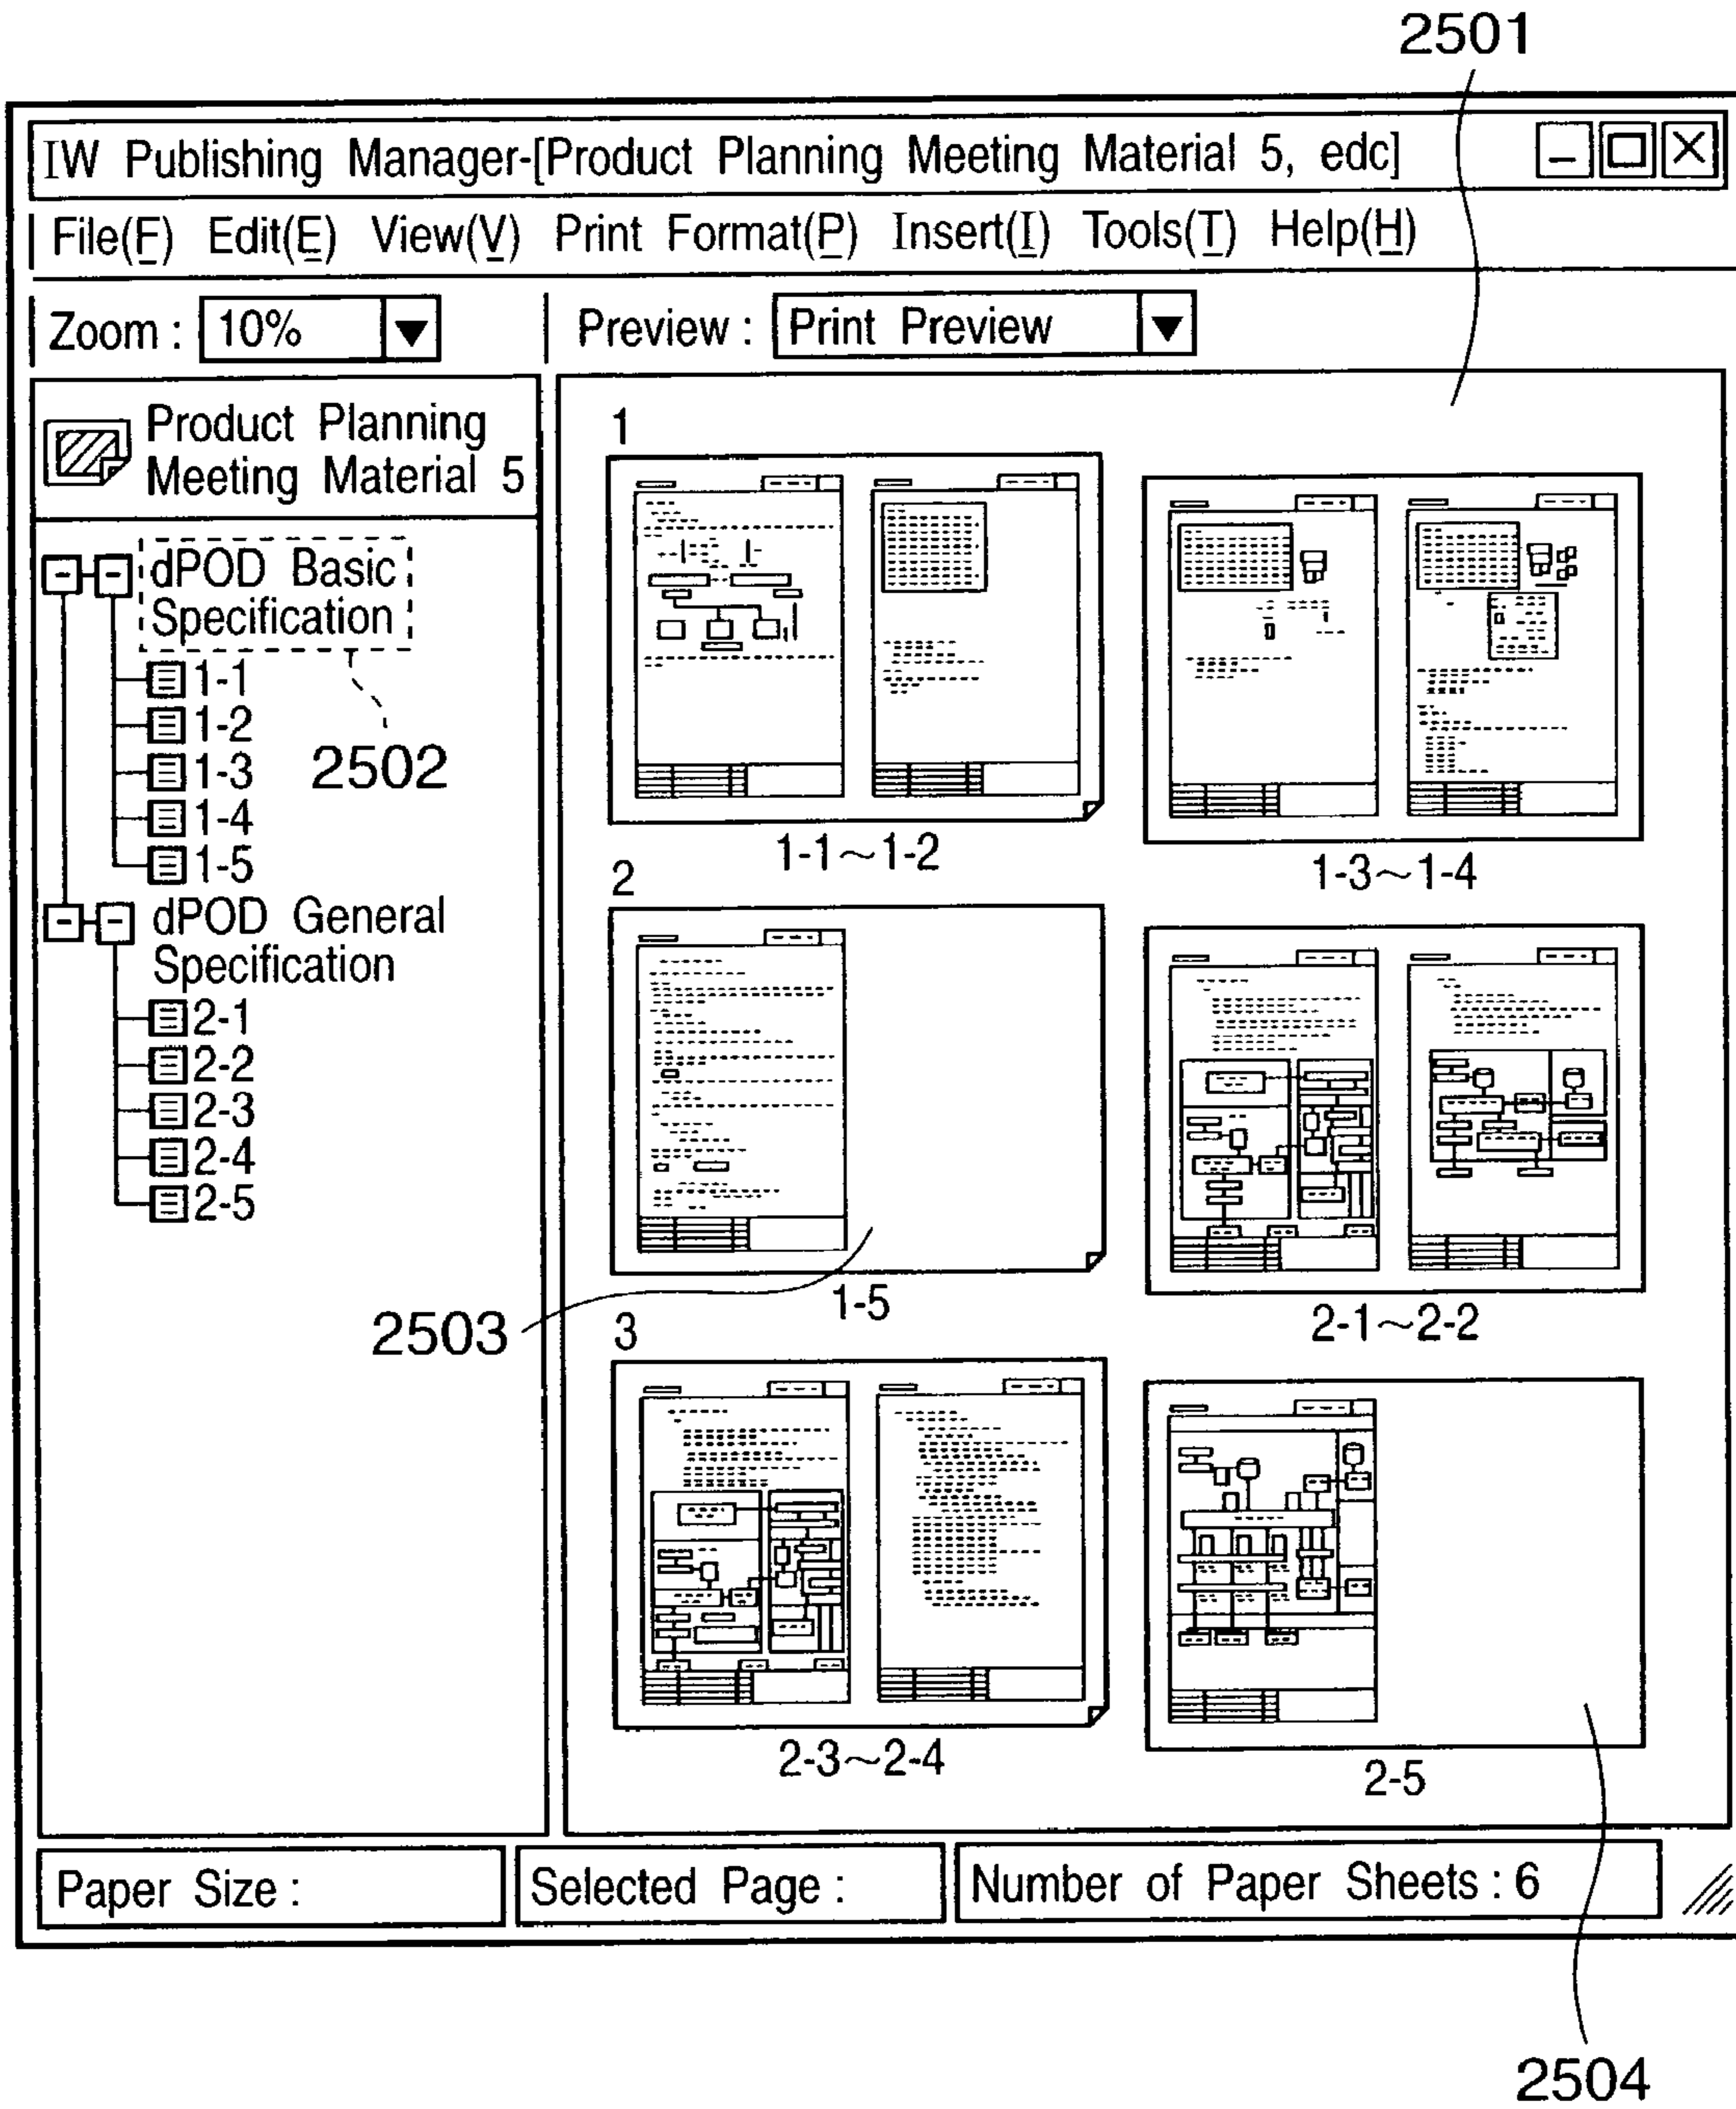 2501
IW Publishing Manager-[Product Planning Meeting Material 5, edc]
File(F) Edit(E) View(V) Print Format(P) Insert(I) Tools(T) Help(H)
Zoom : 10%
Preview : Print Preview
Product Planning
Meeting Material 5
dPOD Basic
Specification
1-1
1-2
1-3
1-4
1-5
2502
dPOD General
Specification
2-1
2-2
2-3
2-4
2-5
1
1-1~1-2
1-3~1-4
2
1-5
2503
2-1~2-2
3
2-3~2-4
2-5
Paper Size :
Selected Page :
Number of Paper Sheets : 6
2504